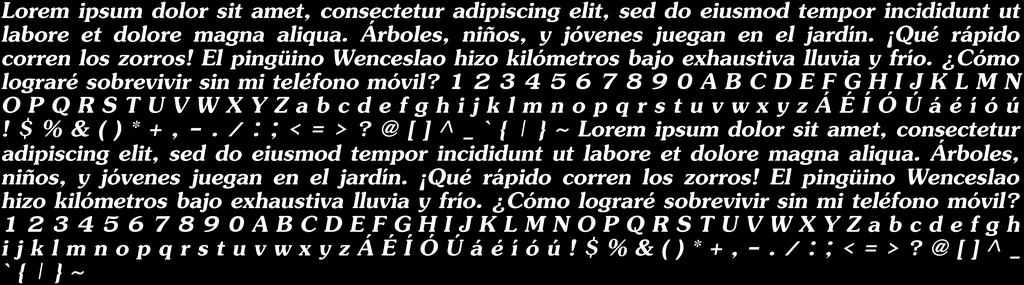 Lorem ipsum dolor sit amet, consectetur adipiscing elit, sed do eiusmod tempor incididunt ut
labore et dolore magna aliqua. Árboles, niños, y jóvenes juegan en el jardín. ¡Qué rápido
corren los zorros! El pingüino Wenceslao hizo kilómetros bajo exhaustiva lluvia y frío. ¿Cómo
lograré sobrevivir sin mi teléfono móvil? 1 2 3 4 5 6 7 8 9 0 A B C D E F G H I J K L M N
O P Q R S T U V W X Y Z a b c d e f g h i j k l m n o p q r s t u v w x y z Á É Í Ó Ú á é í ó ú
! $ % & ( ) * + , – . / : ; < = > ? @ [ ] ^ _ ` { | } ~ Lorem ipsum dolor sit amet, consectetur
adipiscing elit, sed do eiusmod tempor incididunt ut labore et dolore magna aliqua. Árboles,
niños, y jóvenes juegan en el jardín. ¡Qué rápido corren los zorros! El pingüino Wenceslao
hizo kilómetros bajo exhaustiva lluvia y frío. ¿Cómo lograré sobrevivir sin mi teléfono móvil?
1 2 3 4 5 6 7 8 9 0 A B C D E F G H I J K L M N O P Q R S T U V W X Y Z a b c d e f g h
i j k l m n o p q r s t u v w x y z Á É Í Ó Ú á é í ó ú ! $ % & ( ) * + , – . / : ; < = > ? @ [ ] ^ _
` { | } ~